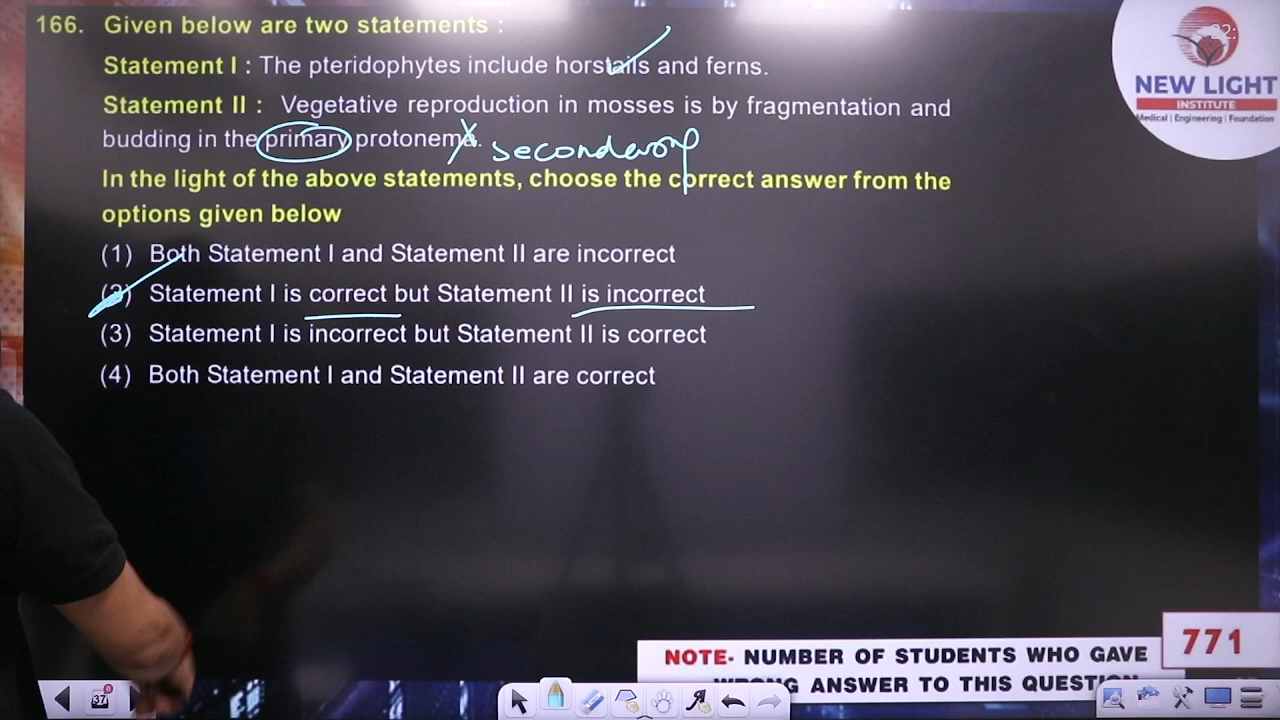 166. Given below are two statements :
Statement I : The pteridophytes include horstails and ferns.
Statement II : Vegetative reproduction in mosses is by fragmentation and
budding in the primary protonema.
secondary
In the light of the above statements, choose the correct answer from the
options given below
(1) Both Statement I and Statement II are incorrect
(2) Statement I is correct but Statement II is incorrect
(3) Statement I is incorrect but Statement II is correct
(4) Both Statement I and Statement II are correct
22:
NEW LIGHT
INSTITUTE
Medical | Engineering | Foundation
NOTE- NUMBER OF STUDENTS WHO GAVE
WRONG ANSWER TO THIS QUESTION
771
37